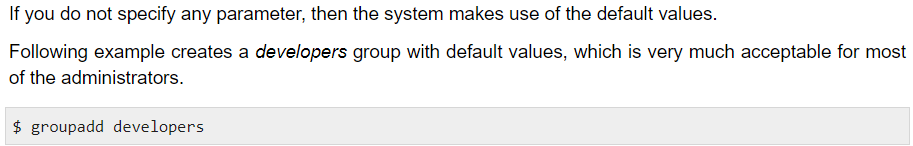 If you do not specify any parameter, then the system makes use of the default values.
Following example creates a developers group with default values, which is very much acceptable for most
of the administrators.
$ groupadd developers